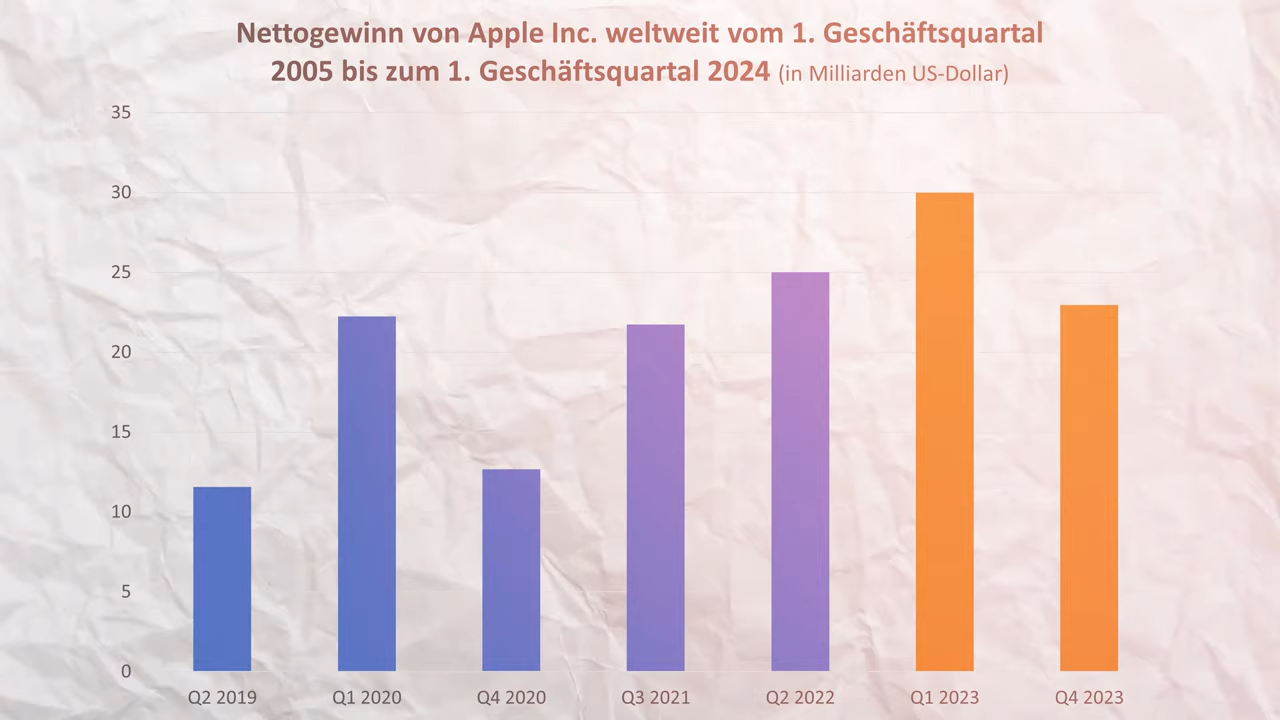 Nettogewinn von Apple Inc. weltweit vom 1. Geschäftsquartal
2005 bis zum 1. Geschäftsquartal 2024 (in Milliarden US-Dollar)
35
30
25
20
15
10
5
0
Q2 2019 Q1 2020 Q4 2020 Q3 2021 Q2 2022 Q1 2023 Q4 2023